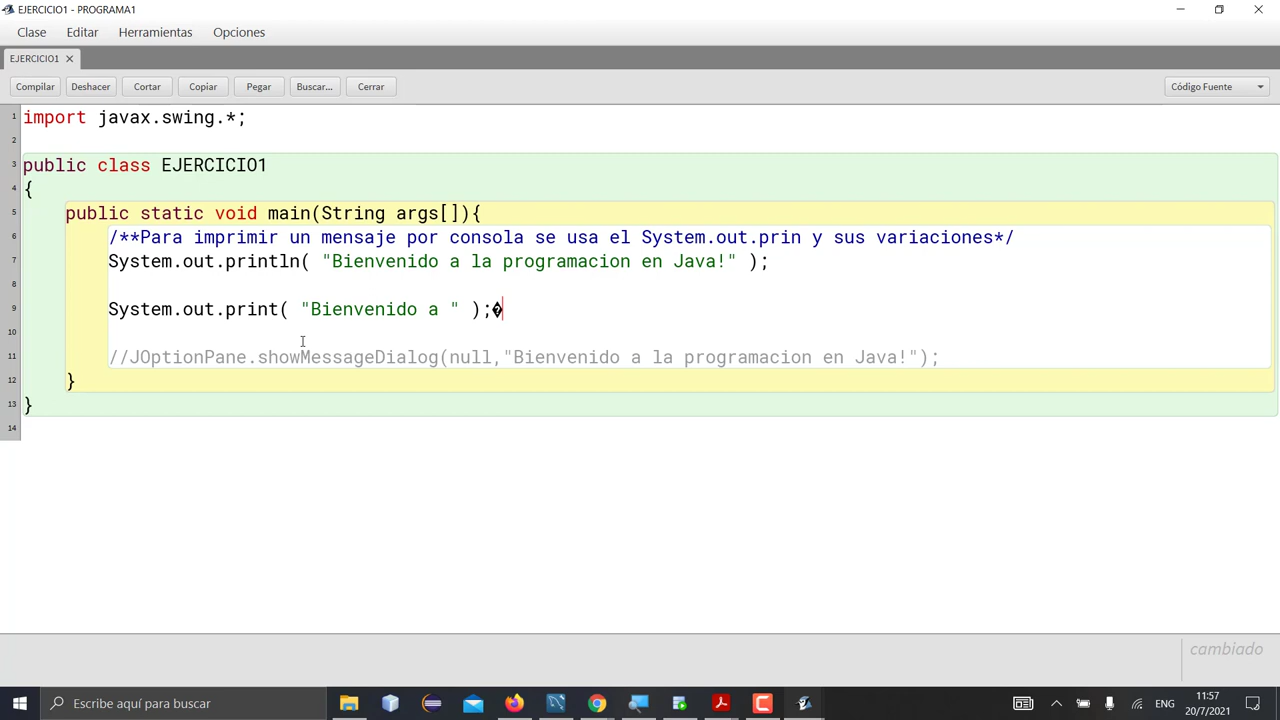 EJERCICIO1 - PROGRAMA1
Clase Editar Herramientas Opciones
EJERCICIO1 ×
Compilar Deshacer Cortar Copiar Pegar Buscar... Cerrar Código Fuente
1 import javax.swing.*;
2
3 public class EJERCICIO1
4 {
5 public static void main(String args[]){
6 /**Para imprimir un mensaje por consola se usa el System.out.prin y sus variaciones*/
7 System.out.println( "Bienvenido a la programacion en Java!" );
8
9 System.out.print( "Bienvenido a " );�
10
11 //JOptionPane.showMessageDialog(null,"Bienvenido a la programacion en Java!");
12 }
13 }
14
cambiado
Escribe aquí para buscar
ENG
11:57
20/7/2021